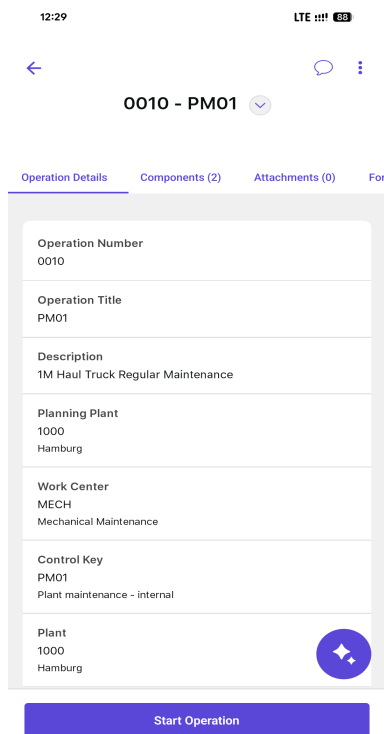 12:29
LTE 88
0010 - PM01
Operation Details Components (2) Attachments (0) For
Operation Number
0010
Operation Title
PM01
Description
1M Haul Truck Regular Maintenance
Planning Plant
1000
Hamburg
Work Center
MECH
Mechanical Maintenance
Control Key
PM01
Plant maintenance - internal
Plant
1000
Hamburg
Start Operation